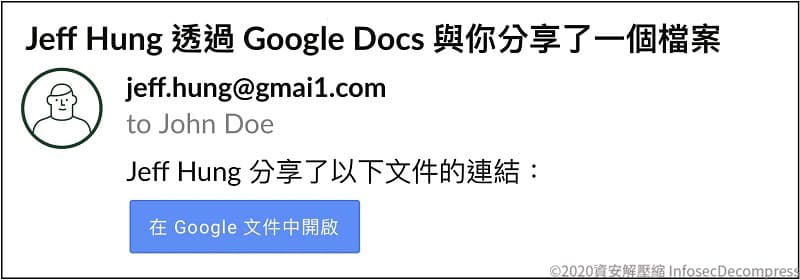 Jeff Hung 透過 Google Docs 與你分享了一個檔案
jeff.hung@gmai1.com
to John Doe
Jeff Hung 分享了以下文件的連結：
在 Google 文件中開啟
©2020資安解壓縮 InfosecDecompress